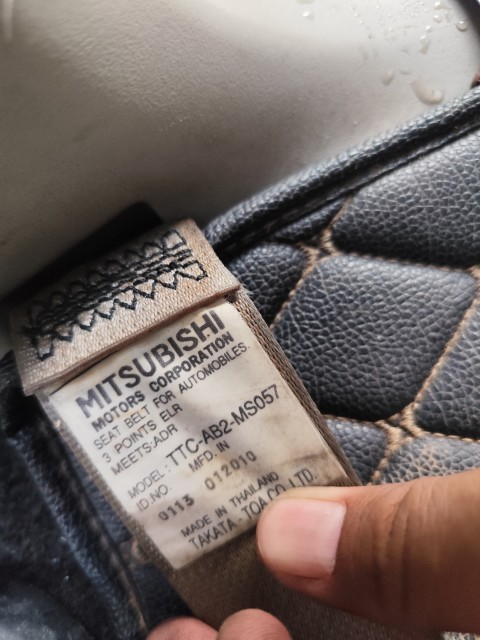 MITSUBISHI
MOTORS CORPORATION
SEAT BELT FOR AUTOMOBILES.
3 POINTS ELR
MEETS:ADR
MODEL: TTC-AB2-MS057
ID.NO. MFD.IN
0113 012010
MADE IN THAILAND
TAKATA-TOA CO.,LTD.